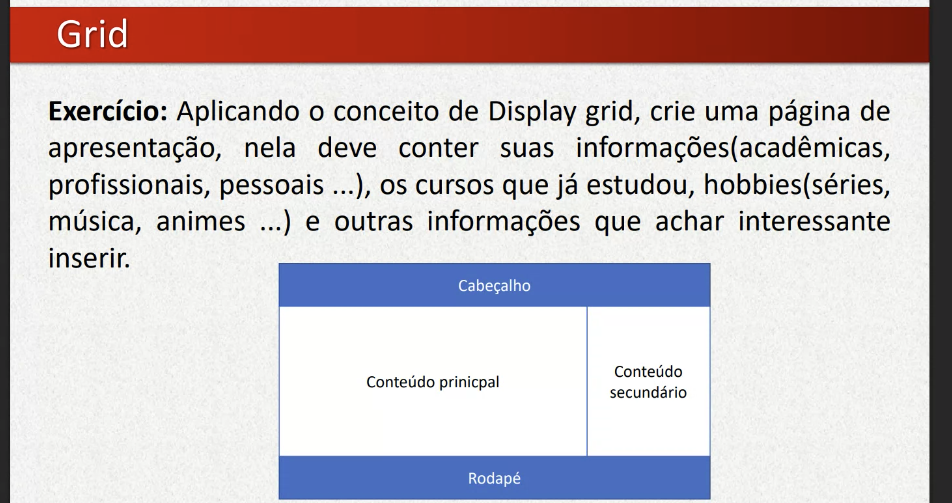 Grid
Exercício: Aplicando o conceito de Display grid, crie uma página de
apresentação, nela deve conter suas informações(acadêmicas,
profissionais, pessoais ...), os cursos que já estudou, hobbies(séries,
música, animes ...) e outras informações que achar interessante
inserir.
Cabeçalho
Conteúdo prinicpal
Conteúdo
secundário
Rodapé